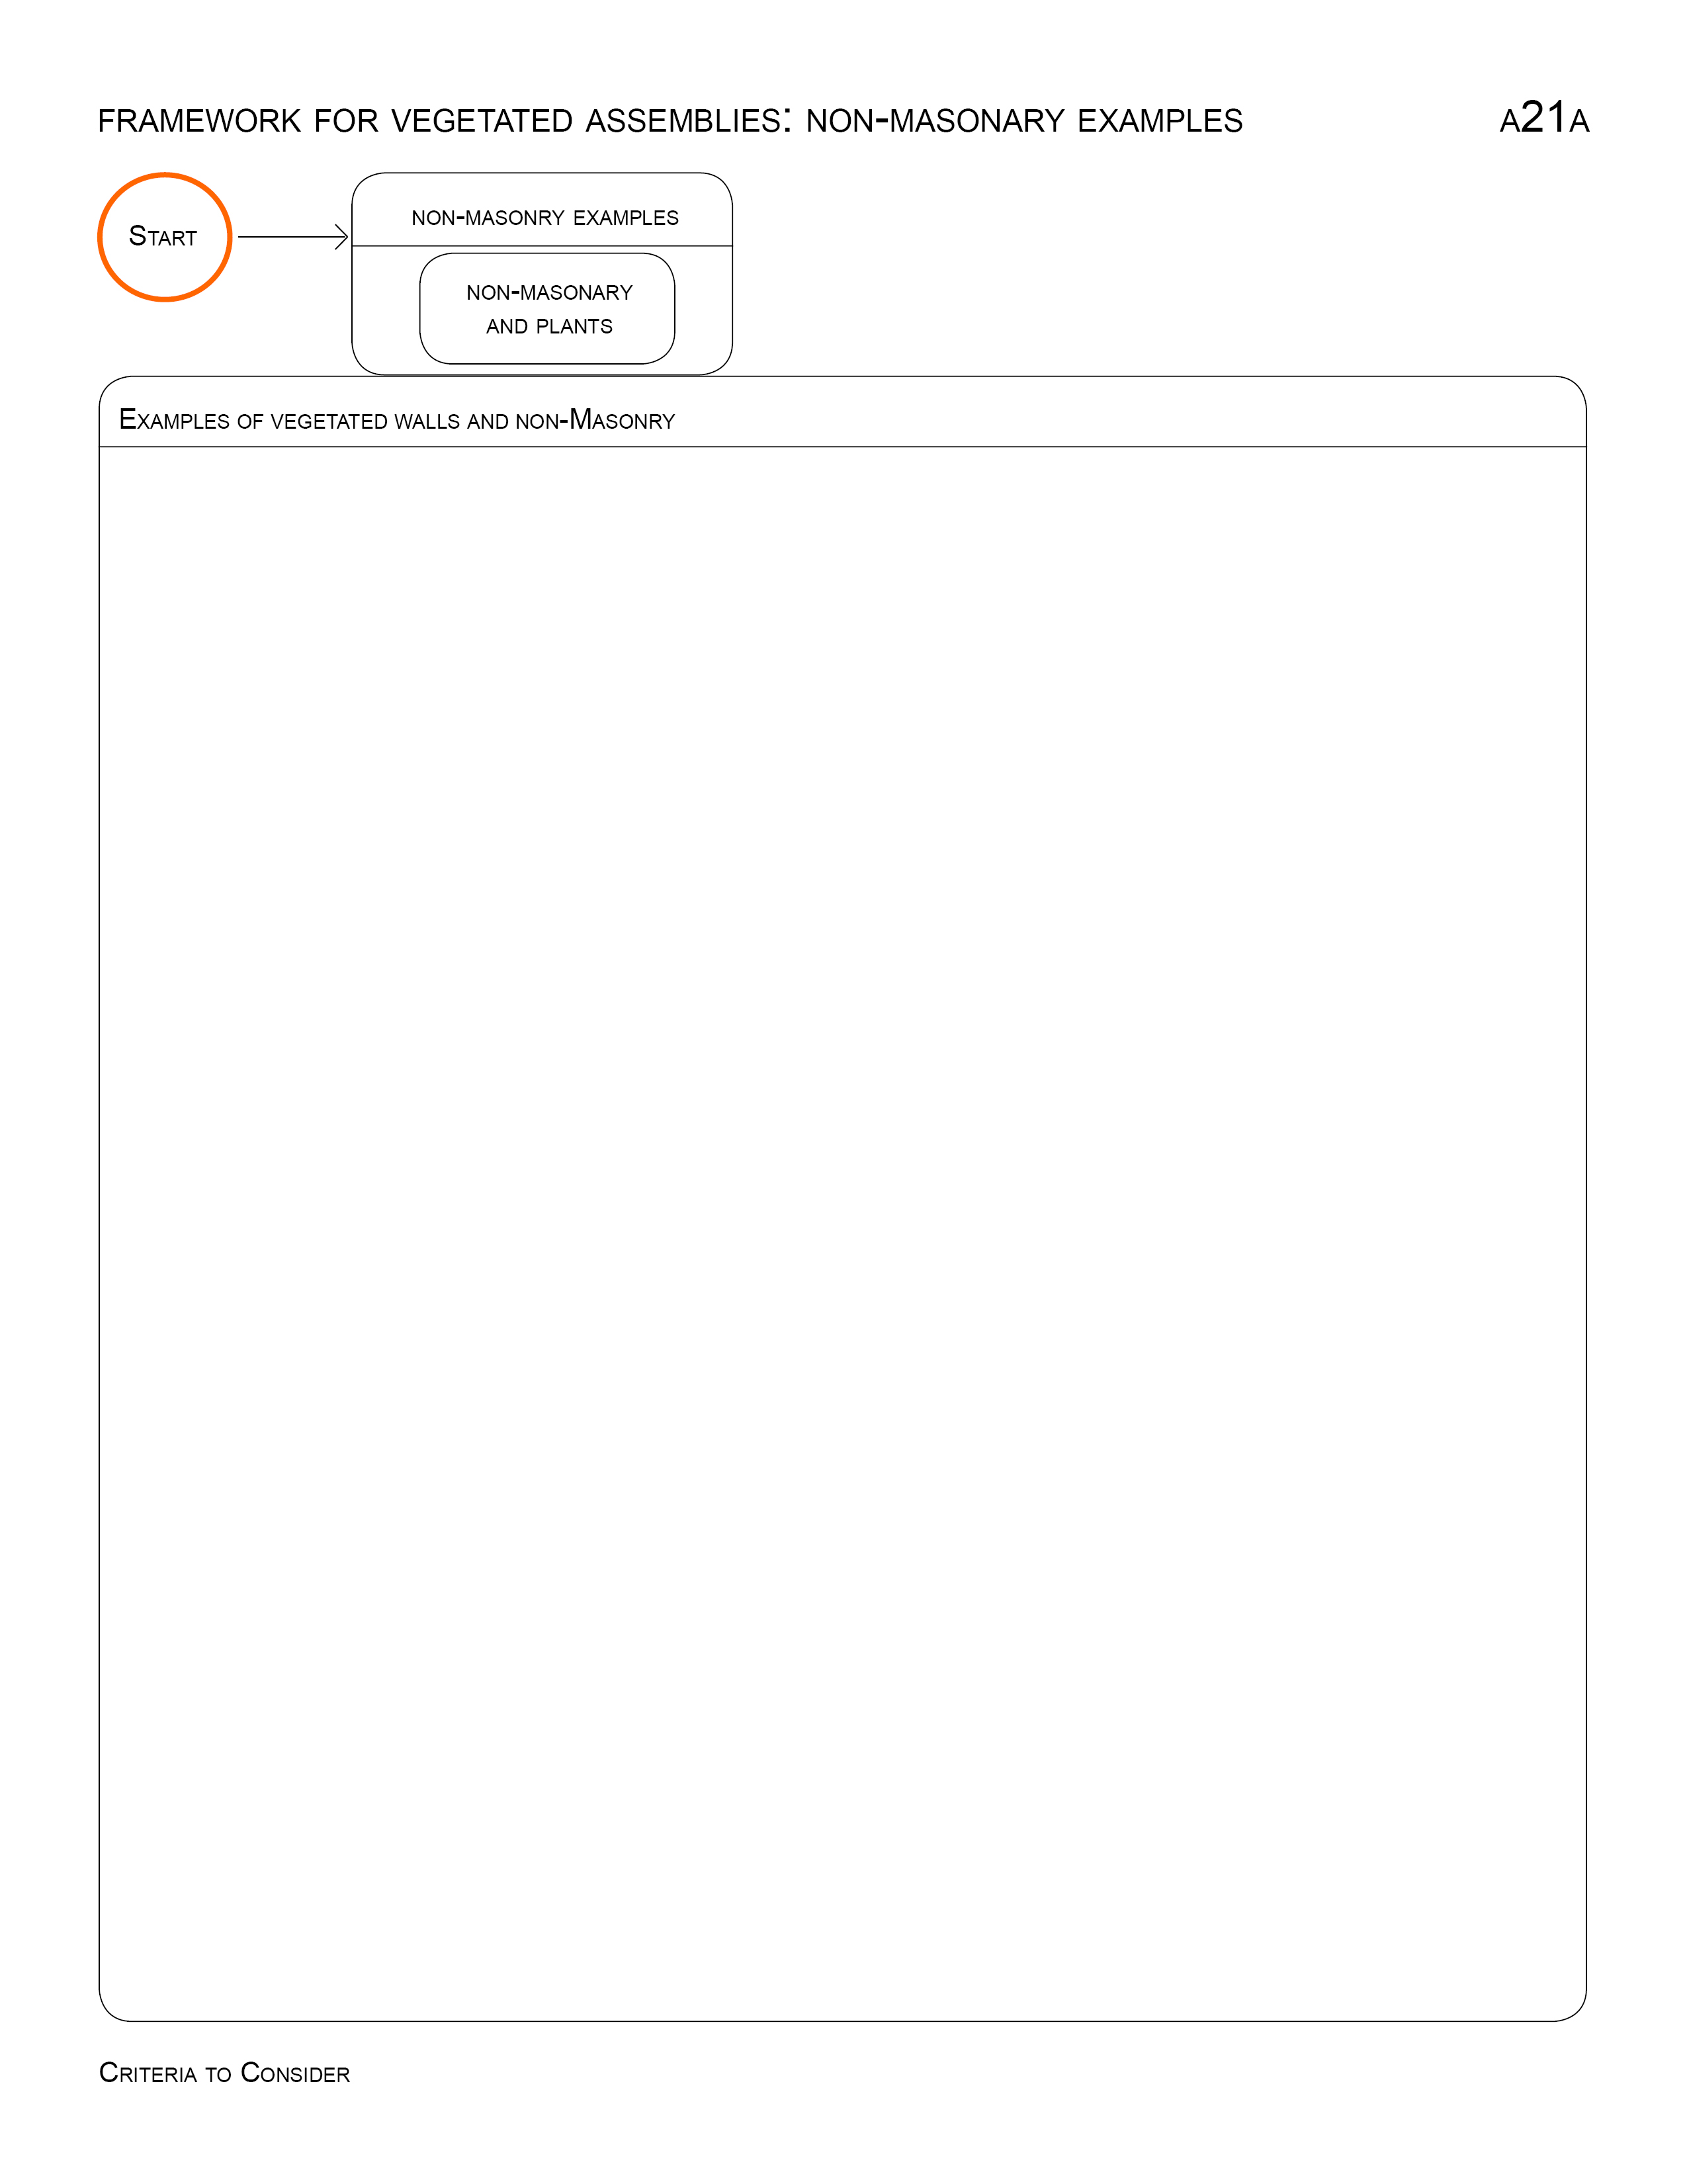 FRAMEWORK FOR VEGETATED ASSEMBLIES: NON-MASONARY EXAMPLES
A21A
START
NON-MASONRY EXAMPLES
NON-MASONARY
AND PLANTS
EXAMPLES OF VEGETATED WALLS AND NON-MASONRY
CRITERIA TO CONSIDER